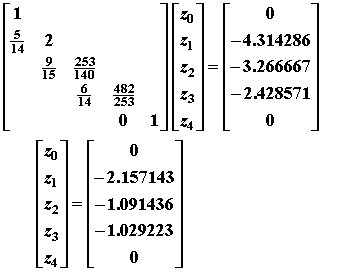 [1
5/14 2
9/15 253/140
6/14 482/253
0 1] [z₀
z₁
z₂
z₃
z₄] = [0
−4.314286
−3.266667
−2.428571
0]
[z₀
z₁
z₂
z₃
z₄] = [0
−2.157143
−1.091436
−1.029223
0]